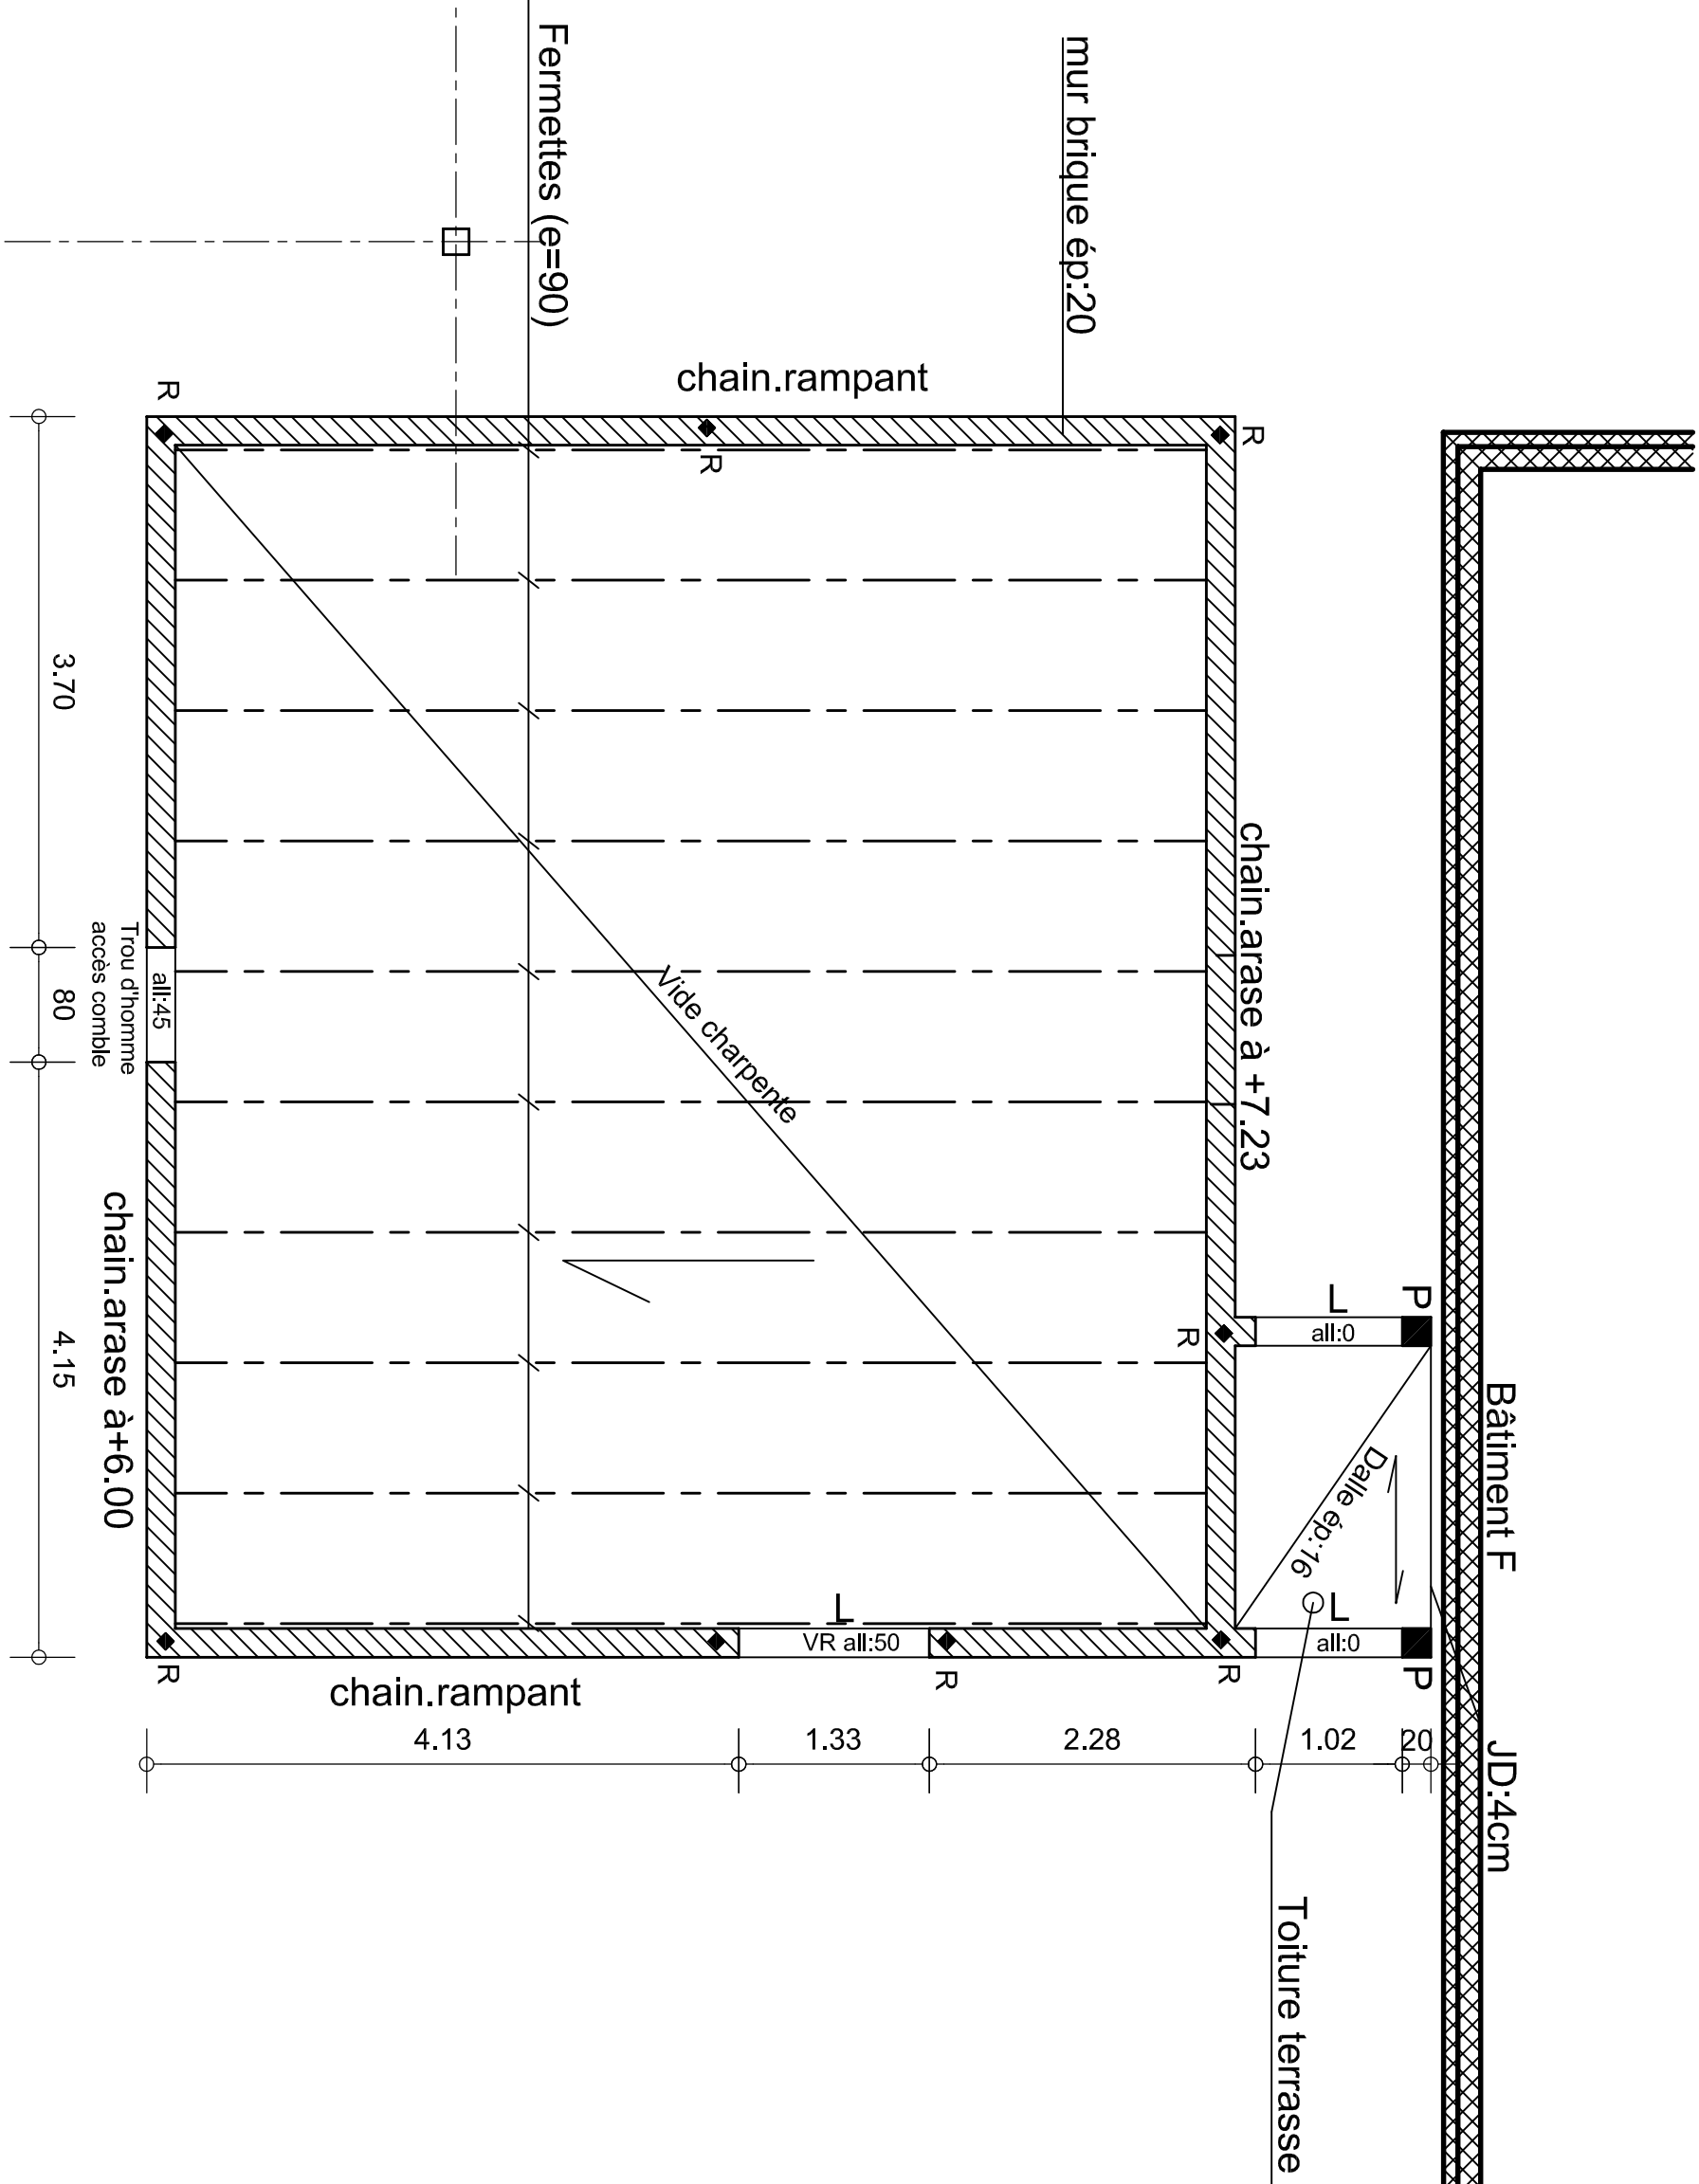 Fermettes (e=90)
mur brique ép:20
chain.rampant
R
R
R
Bâtiment F
JD:4cm
chain.arase à +7.23
Vide charpente
P
L
all:0
R
Dalle ép:16
L
all:0
P
R
Toiture terrasse
3.70
80
4.15
Trou d'homme
accès comble
all:45
chain.arase à+6.00
L
VR all:50
R
R
chain.rampant
4.13
1.33
2.28
1.02
20